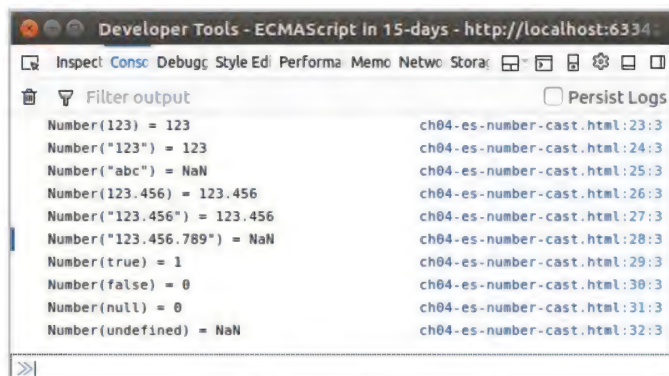 Developer Tools - ECMAScript in 15-days - http://localhost:6334
Inspect Conso Debugg Style Edi Performa Memo Netwo Storag
Filter output Persist Logs
Number(123) = 123 ch04-es-number-cast.html:23:3
Number("123") = 123 ch04-es-number-cast.html:24:3
Number("abc") = NaN ch04-es-number-cast.html:25:3
Number(123.456) = 123.456 ch04-es-number-cast.html:26:3
Number("123.456") = 123.456 ch04-es-number-cast.html:27:3
Number("123.456.789") = NaN ch04-es-number-cast.html:28:3
Number(true) = 1 ch04-es-number-cast.html:29:3
Number(false) = 0 ch04-es-number-cast.html:30:3
Number(null) = 0 ch04-es-number-cast.html:31:3
Number(undefined) = NaN ch04-es-number-cast.html:32:3